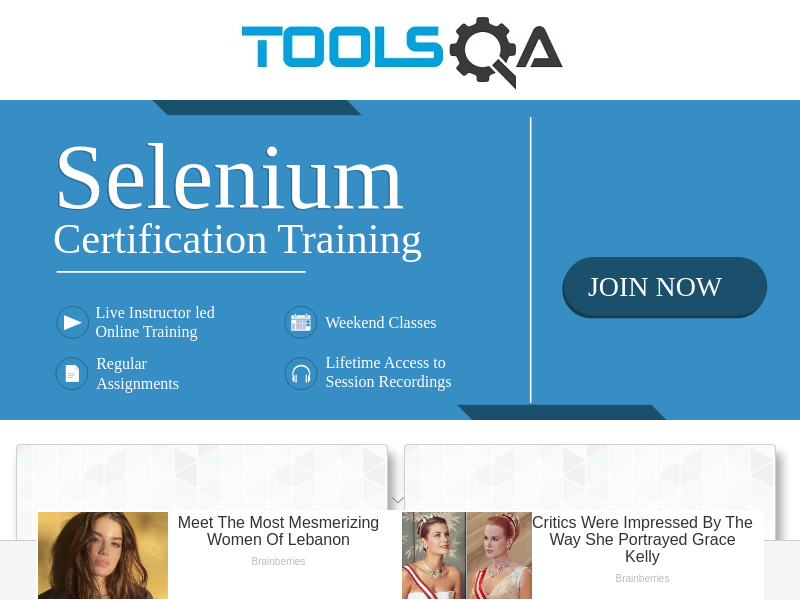 TOOLSQA
Selenium
Certification Training
Live Instructor led
Online Training
Weekend Classes
Regular
Assignments
Lifetime Access to
Session Recordings
JOIN NOW
Meet The Most Mesmerizing
Women Of Lebanon
Brainberries
Critics Were Impressed By The
Way She Portrayed Grace
Kelly
Brainberries